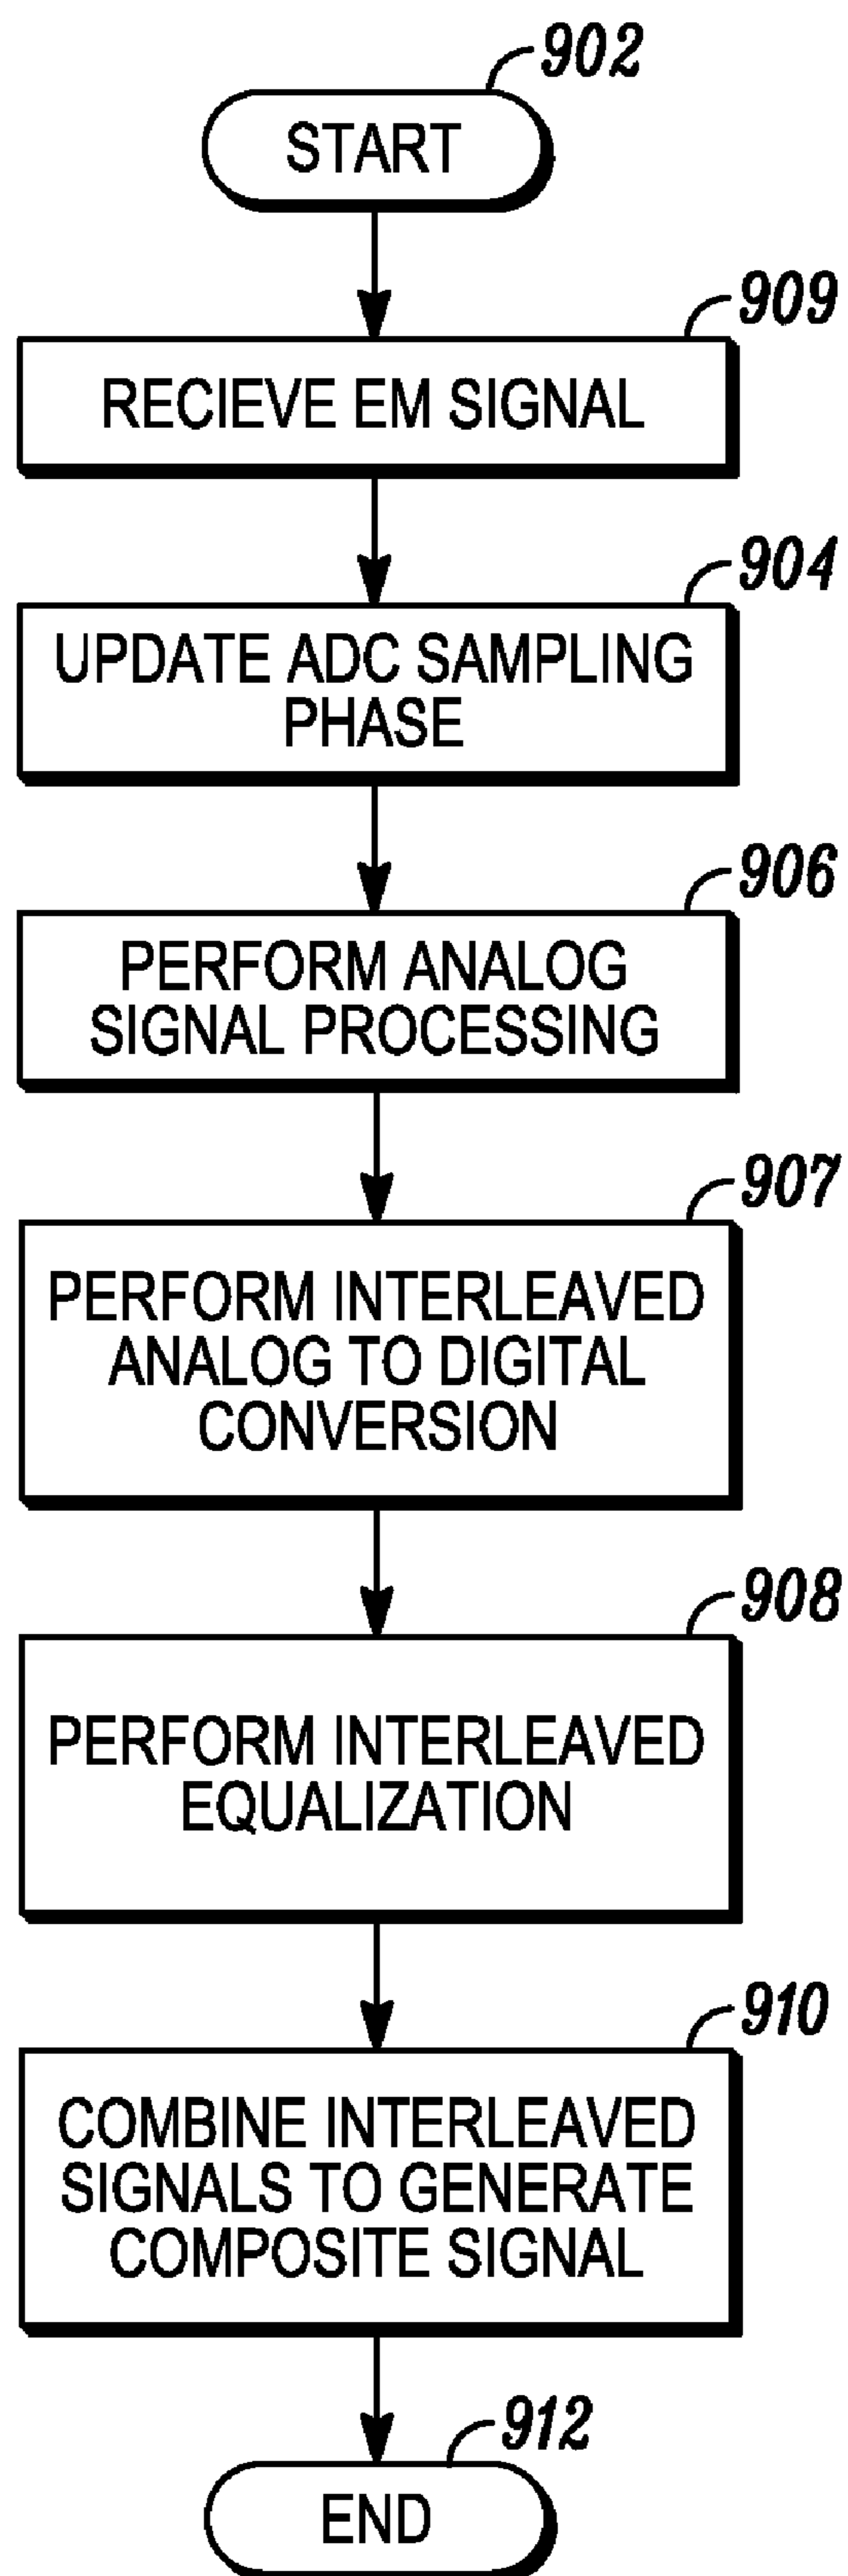 902
START
909
RECIEVE EM SIGNAL
904
UPDATE ADC SAMPLING
PHASE
906
PERFORM ANALOG
SIGNAL PROCESSING
907
PERFORM INTERLEAVED
ANALOG TO DIGITAL
CONVERSION
908
PERFORM INTERLEAVED
EQUALIZATION
910
COMBINE INTERLEAVED
SIGNALS TO GENERATE
COMPOSITE SIGNAL
912
END